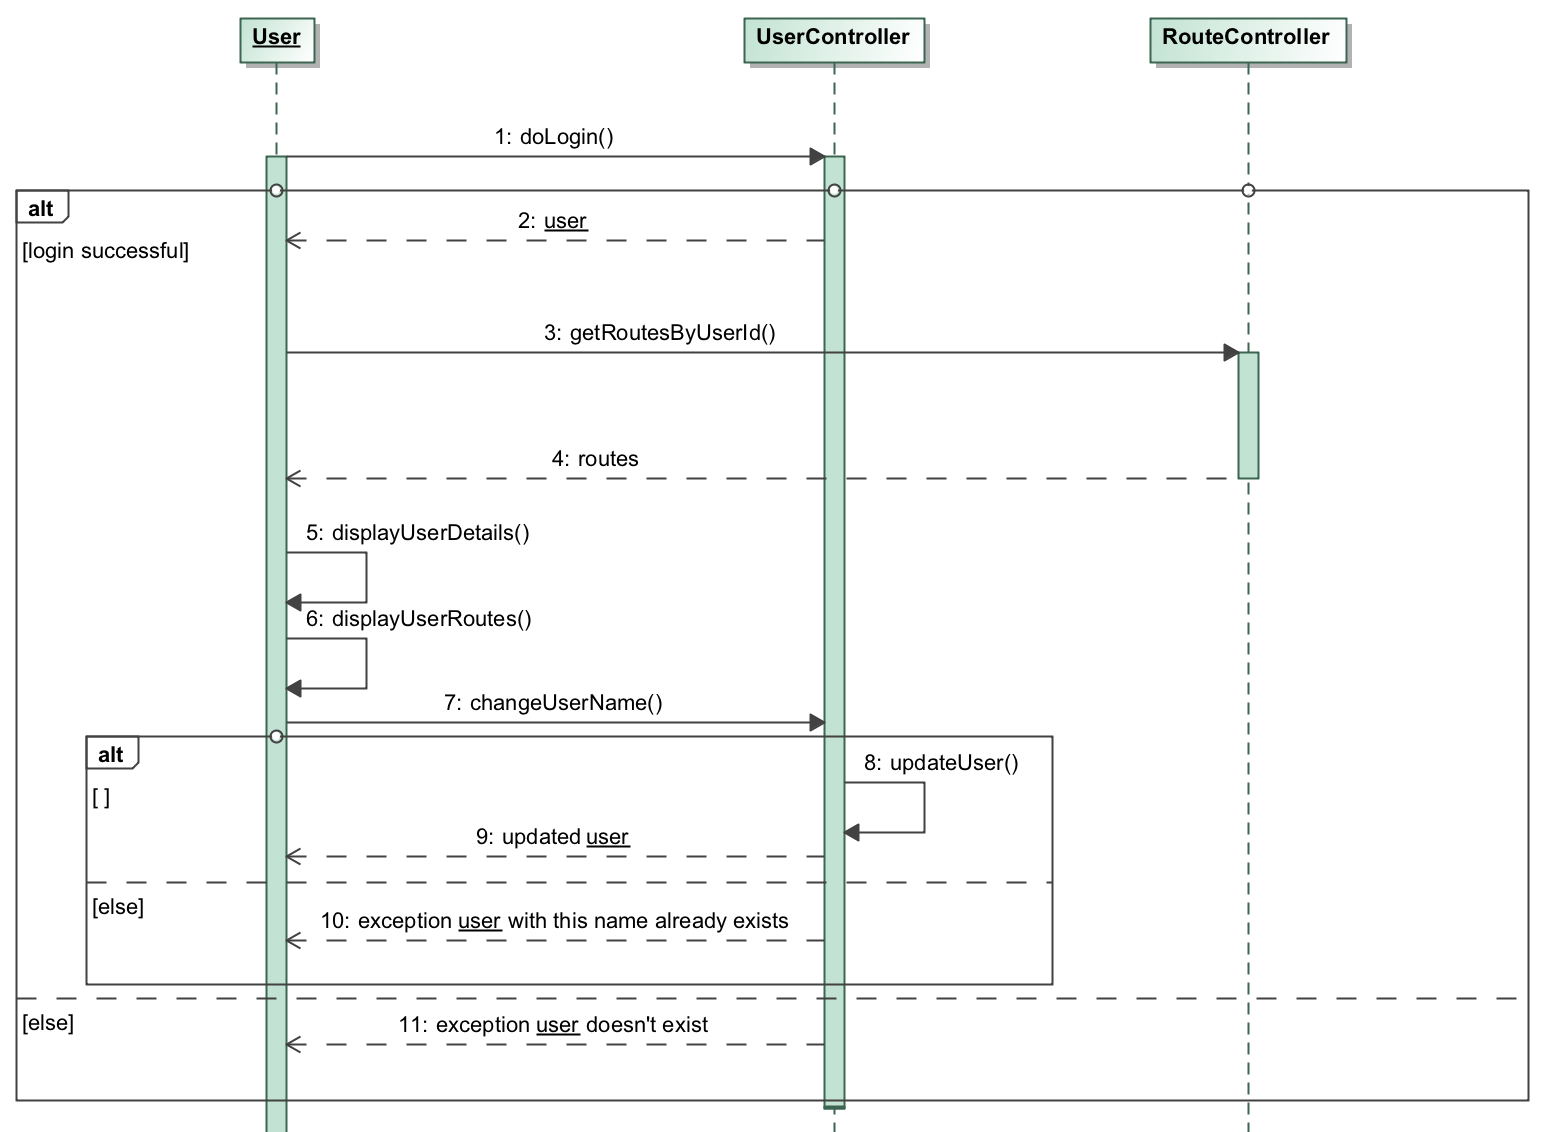 User
UserController
RouteController
1: doLogin()
alt
2: user
[login successful]
3: getRoutesByUserId()
4: routes
5: displayUserDetails()
6: displayUserRoutes()
7: changeUserName()
alt
8: updateUser()
[ ]
9: updated user
[else]
10: exception user with this name already exists
[else]
11: exception user doesn't exist